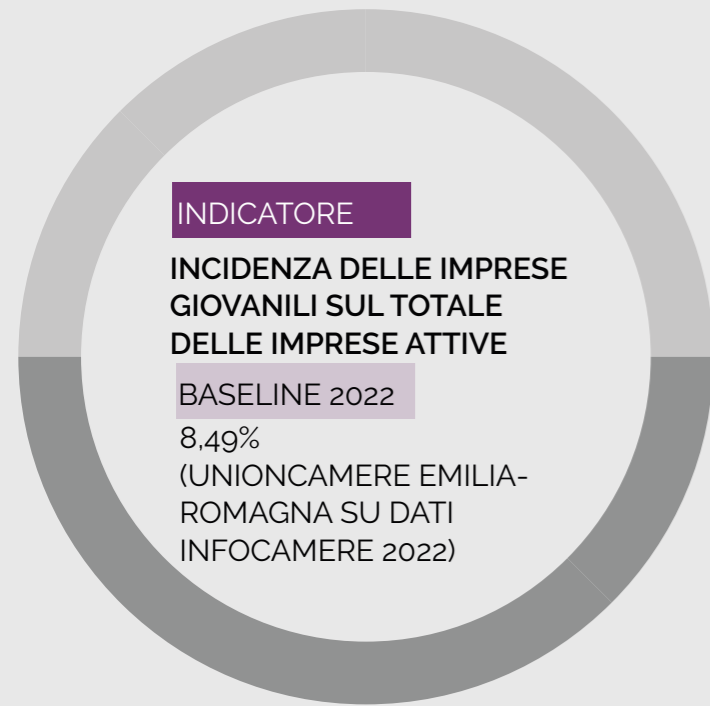 INDICATORE
INCIDENZA DELLE IMPRESE
GIOVANILI SUL TOTALE
DELLE IMPRESE ATTIVE
BASELINE 2022
8,49%
(UNIONCAMERE EMILIA-
ROMAGNA SU DATI
INFOCAMERE 2022)